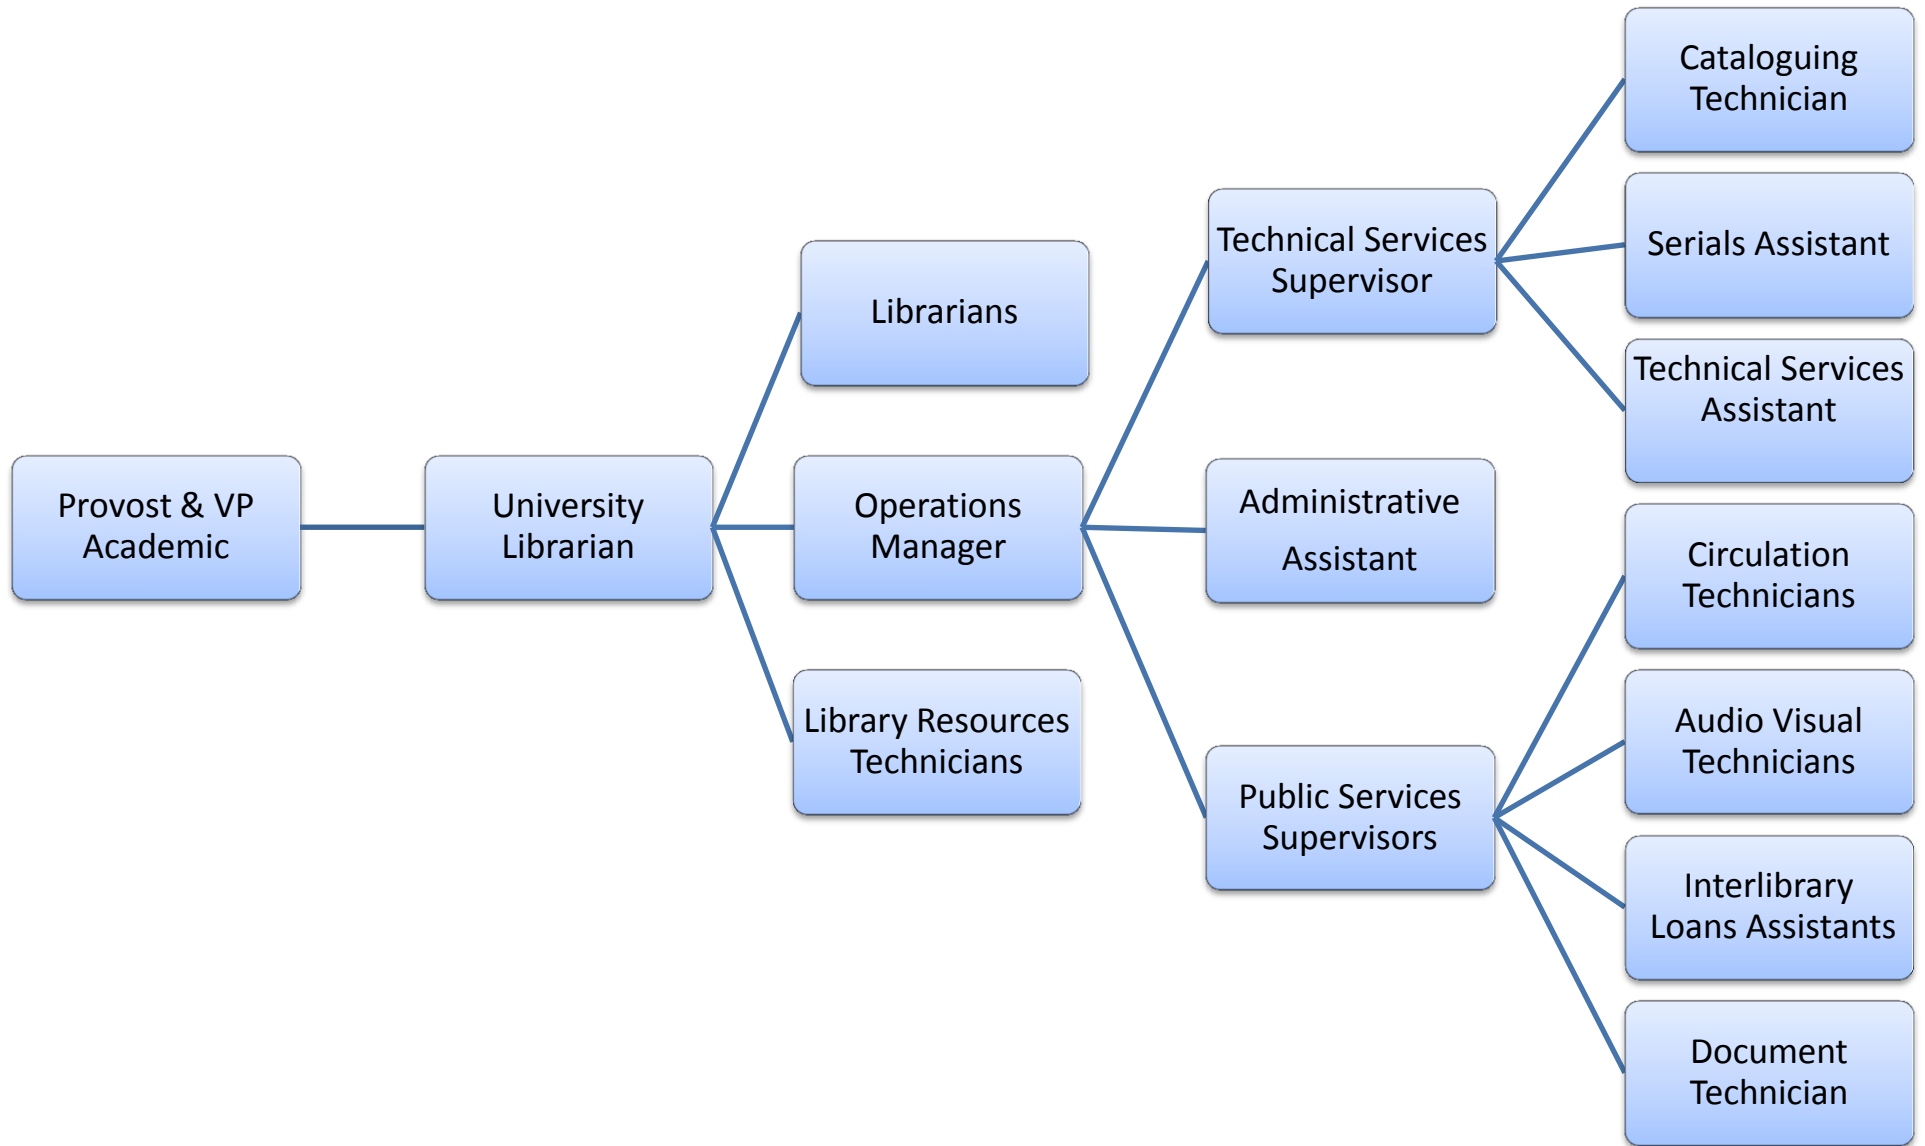 Provost & VP
Academic
University
Librarian
Librarians
Operations
Manager
Library Resources
Technicians
Technical Services
Supervisor
Administrative
Assistant
Public Services
Supervisors
Cataloguing
Technician
Serials Assistant
Technical Services
Assistant
Circulation
Technicians
Audio Visual
Technicians
Interlibrary
Loans Assistants
Document
Technician